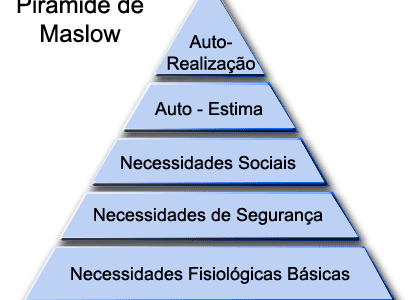 Pirâmide de
Maslow
Auto-
Realização
Auto - Estima
Necessidades Sociais
Necessidades de Segurança
Necessidades Fisiológicas Básicas